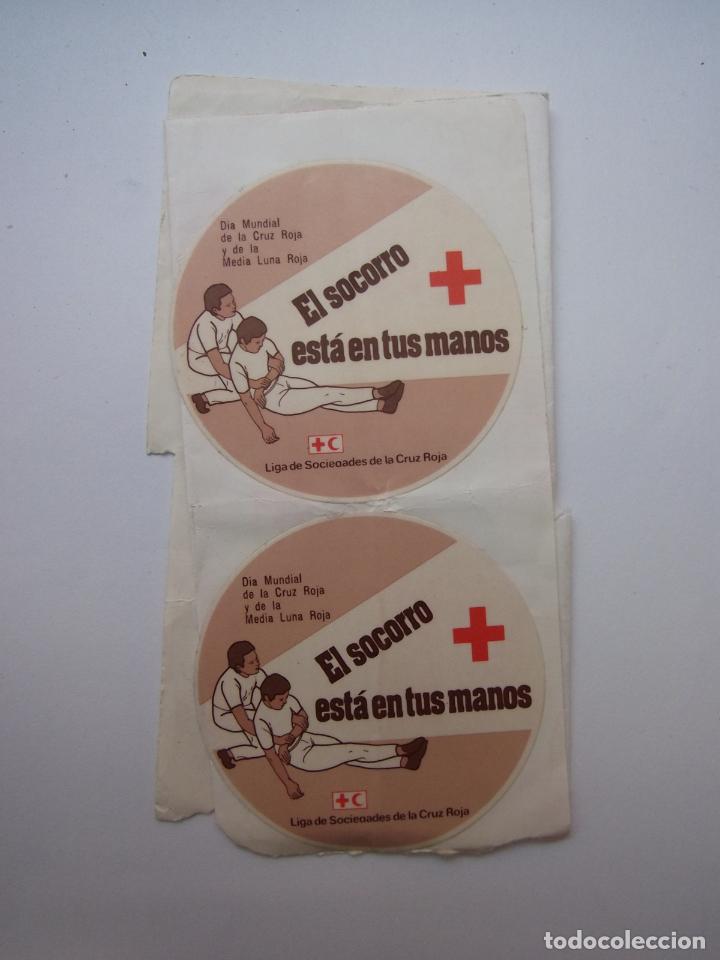 Dia Mundial
de la Cruz Roja
y de la
Media Luna Roja
El socorro
está en tus manos
Liga de Sociedades de la Cruz Roja
Dia Mundial
de la Cruz Roja
y de la
Media Luna Roja
El socorro
está en tus manos
Liga de Sociedades de la Cruz Roja
todocoleccion
todocoleccion.net